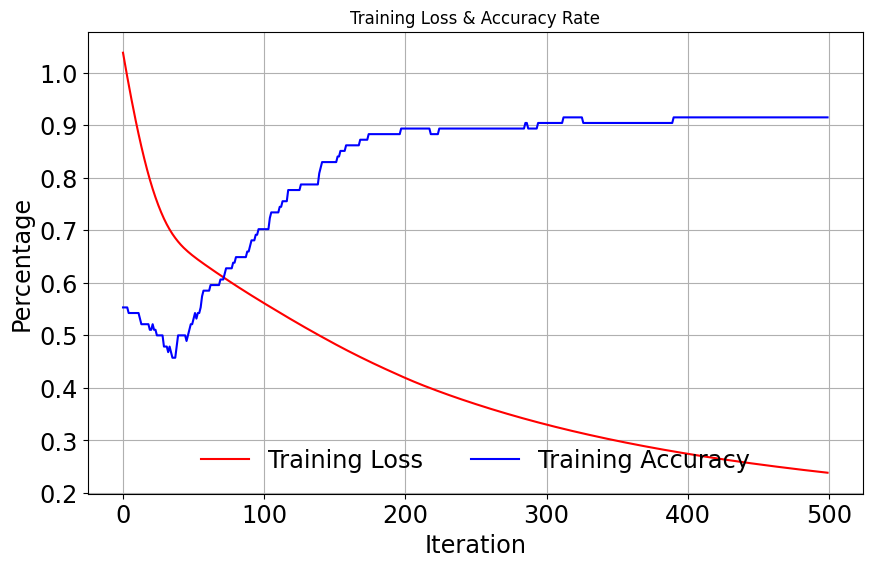 Training Loss & Accuracy Rate
Percentage
1.0
0.9
0.8
0.7
0.6
0.5
0.4
0.3
0.2
Training Loss
Training Accuracy
0 100 200 300 400 500
Iteration